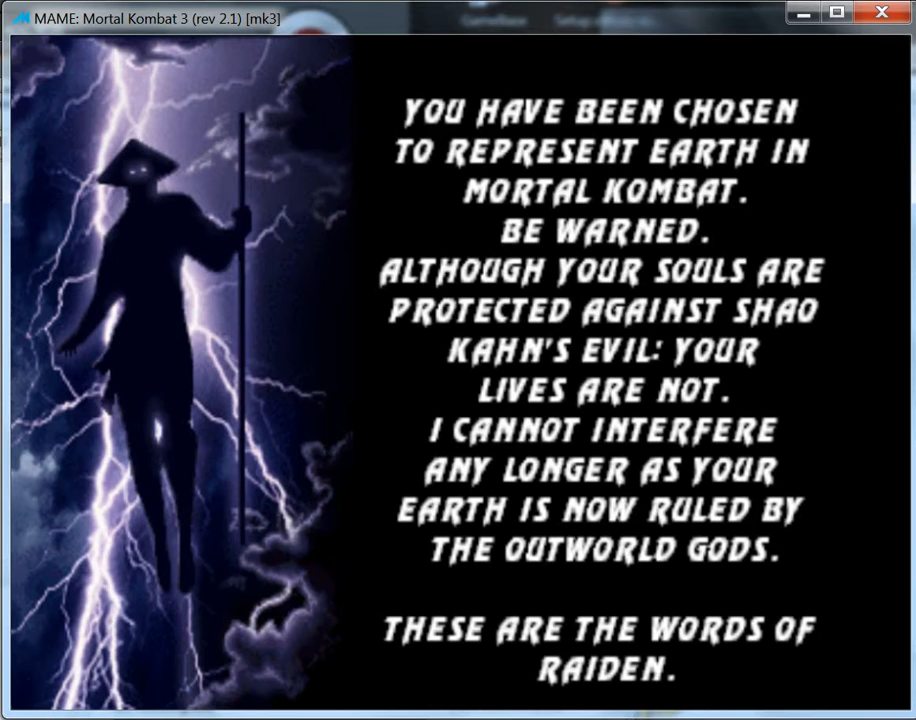 MAME: Mortal Kombat 3 (rev 2.1) [mk3]
GameBase
YOU HAVE BEEN CHOSEN
TO REPRESENT EARTH IN
MORTAL KOMBAT.
BE WARNED.
ALTHOUGH YOUR SOULS ARE
PROTECTED AGAINST SHAO
KAHN'S EVIL: YOUR
LIVES ARE NOT.
I CANNOT INTERFERE
ANY LONGER AS YOUR
EARTH IS NOW RULED BY
THE OUTWORLD GODS.
THESE ARE THE WORDS OF
RAIDEN.